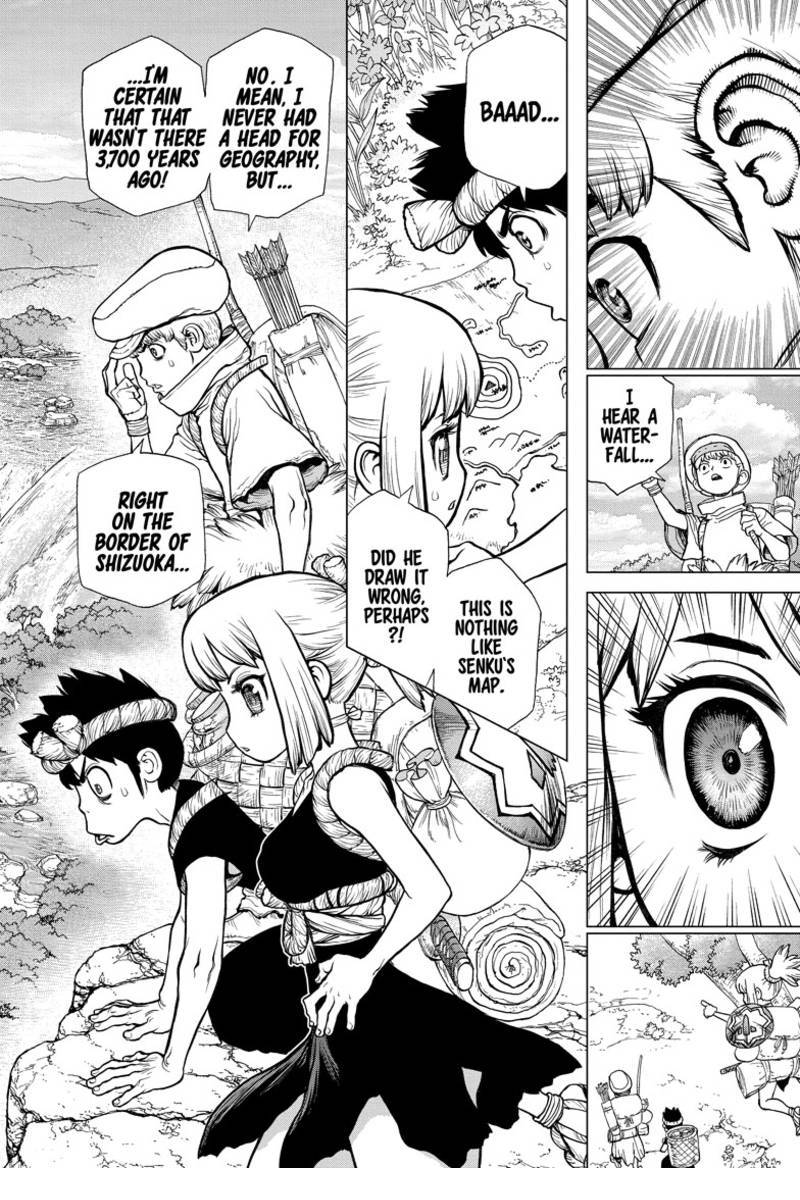 I
HEAR A
WATER-
FALL...
BAAAD...
THIS IS
NOTHING
LIKE
SENKU'S
MAP.
DID HE
DRAW IT
WRONG,
PERHAPS
?!
NO. I
MEAN, I
NEVER HAD
A HEAD FOR
GEOGRAPHY,
BUT...
...I'M
CERTAIN
THAT THAT
WASN'T THERE
3,700 YEARS
AGO!
RIGHT
ON THE
BORDER OF
SHIZUOKA...